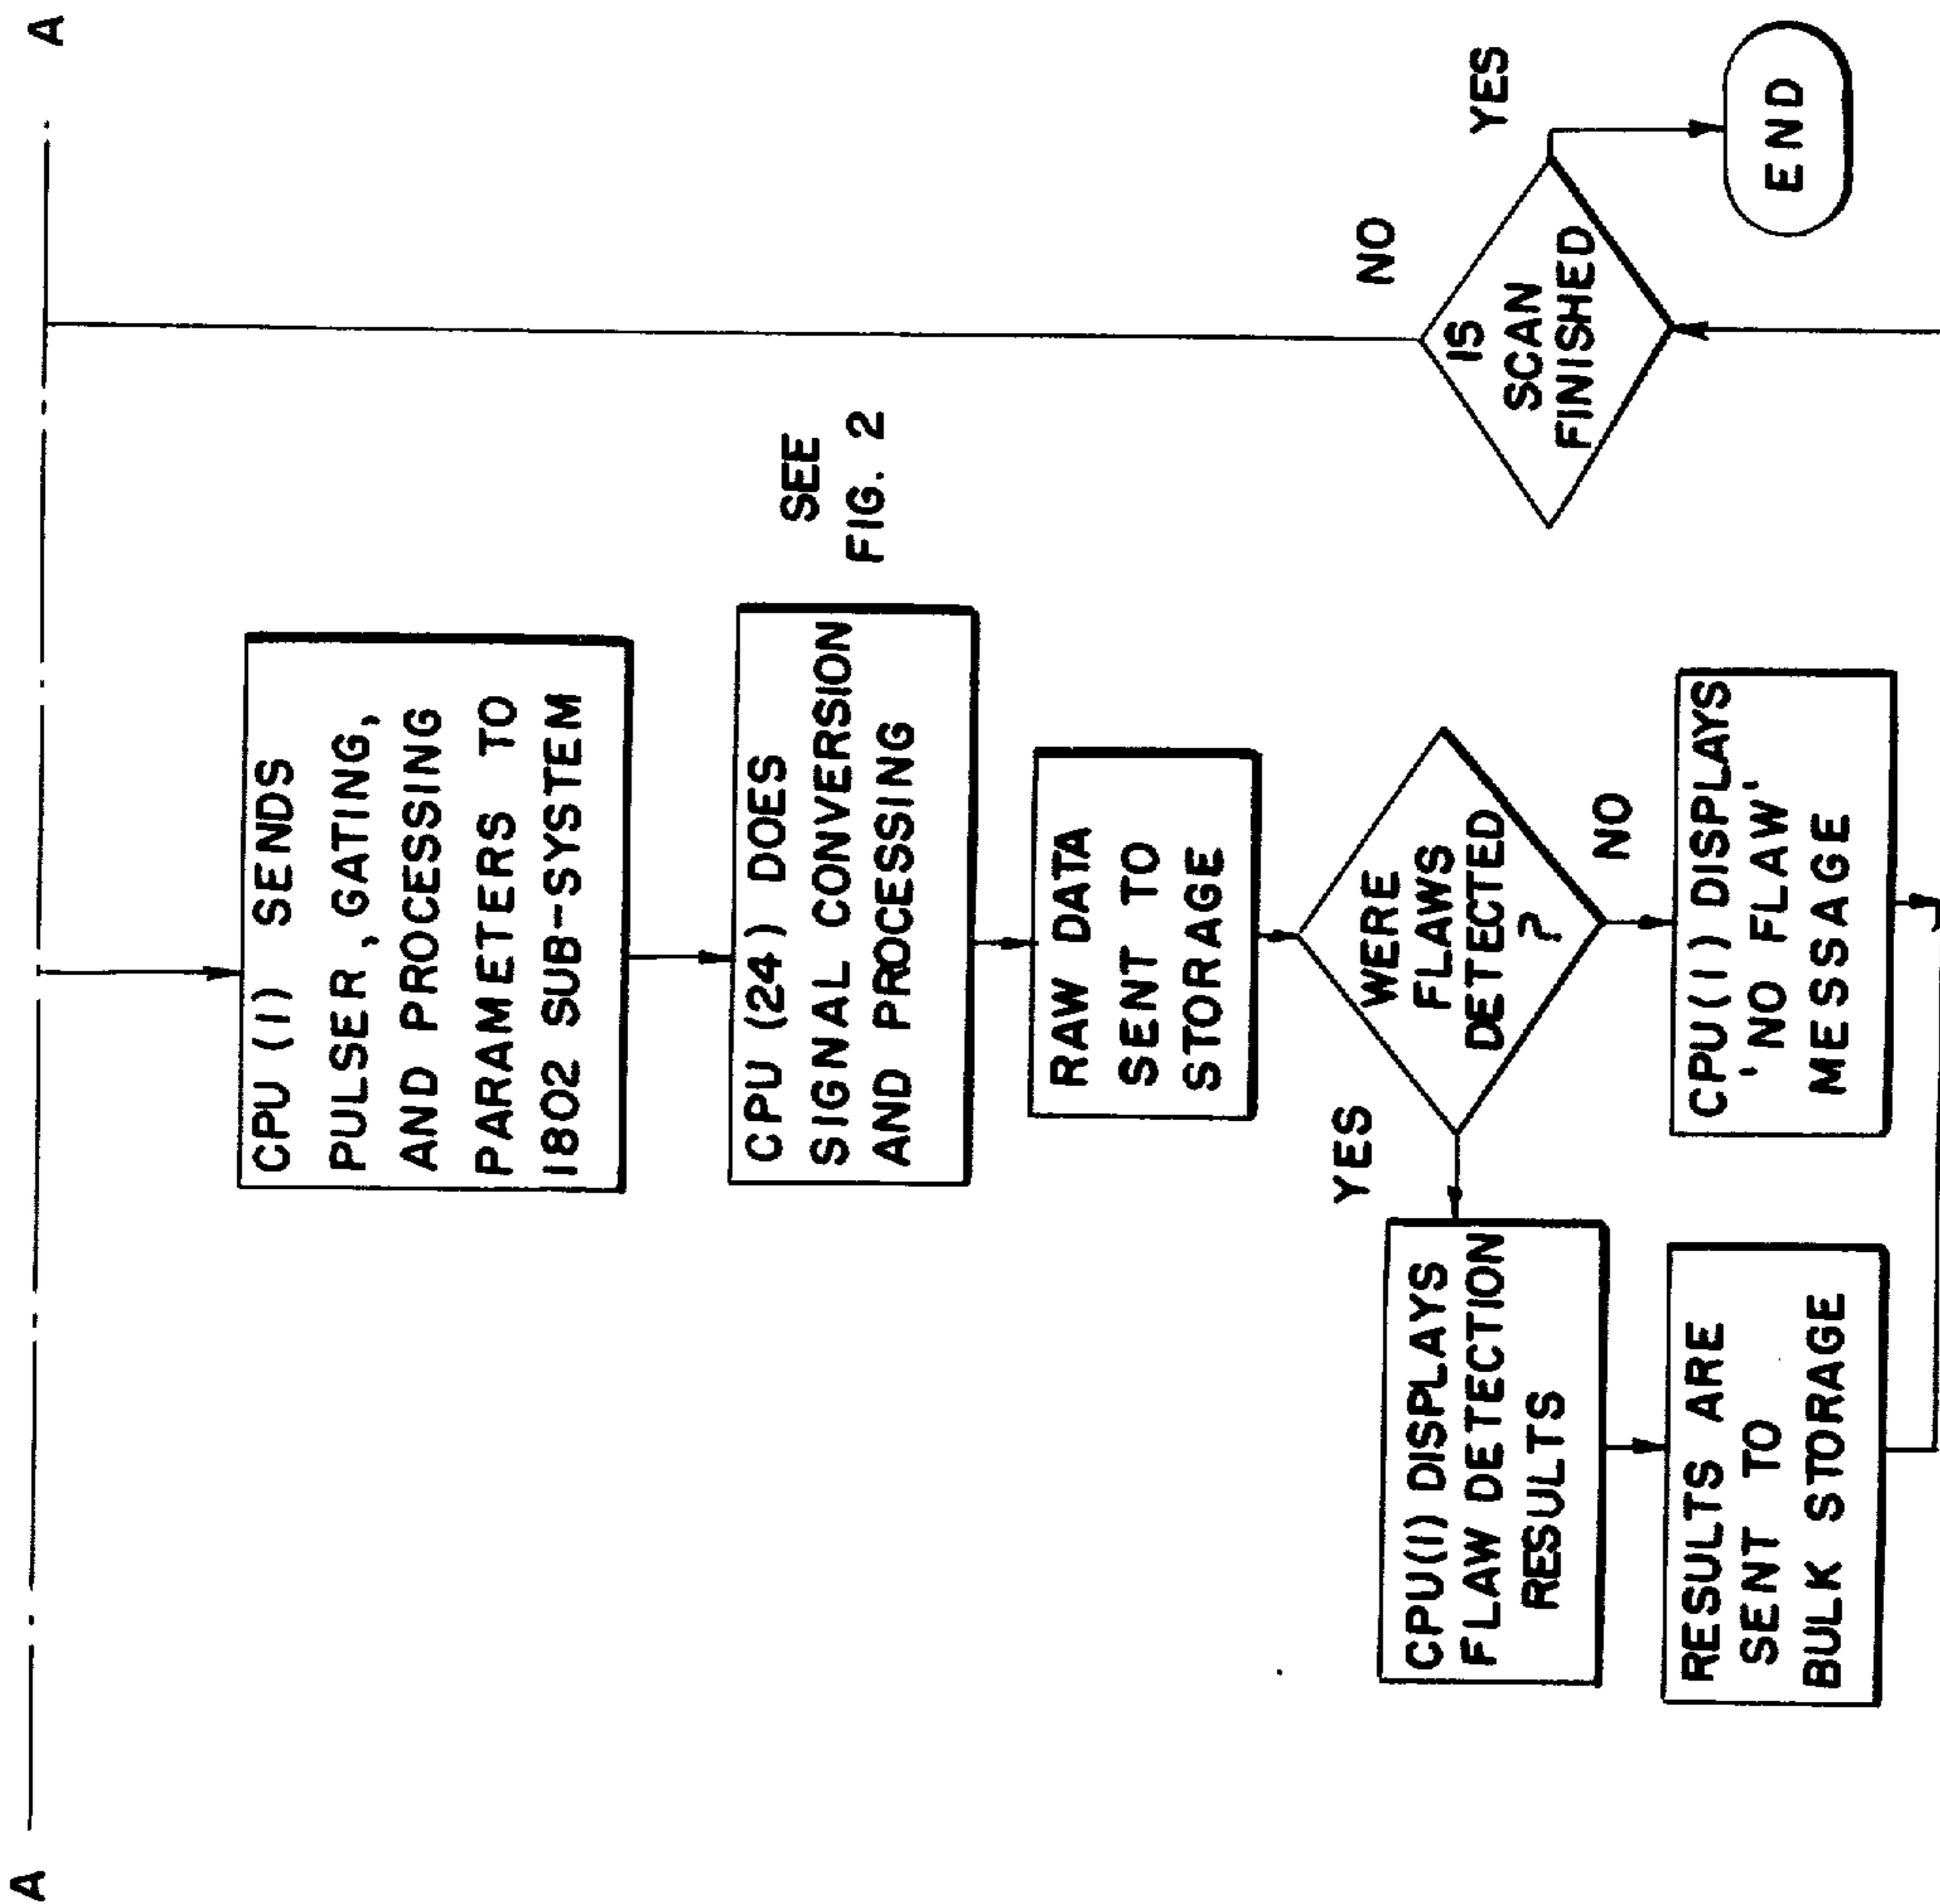 A
A
CPU (1) SENDS
PULSER, GATING,
AND PROCESSING
PARAMETERS TO
1802 SUB-SYSTEM
CPU (24) DOES
SIGNAL CONVERSION
AND PROCESSING
SEE
FIG. 2
RAW DATA
SENT TO
STORAGE
WERE
FLAWS
DETECTED
?
YES
NO
CPU(1) DISPLAYS
FLAW DETECTION
RESULTS
RESULTS ARE
SENT TO
BULK STORAGE
CPU(1) DISPLAYS
'NO FLAW'
MESSAGE
IS
SCAN
FINISHED
NO
YES
END